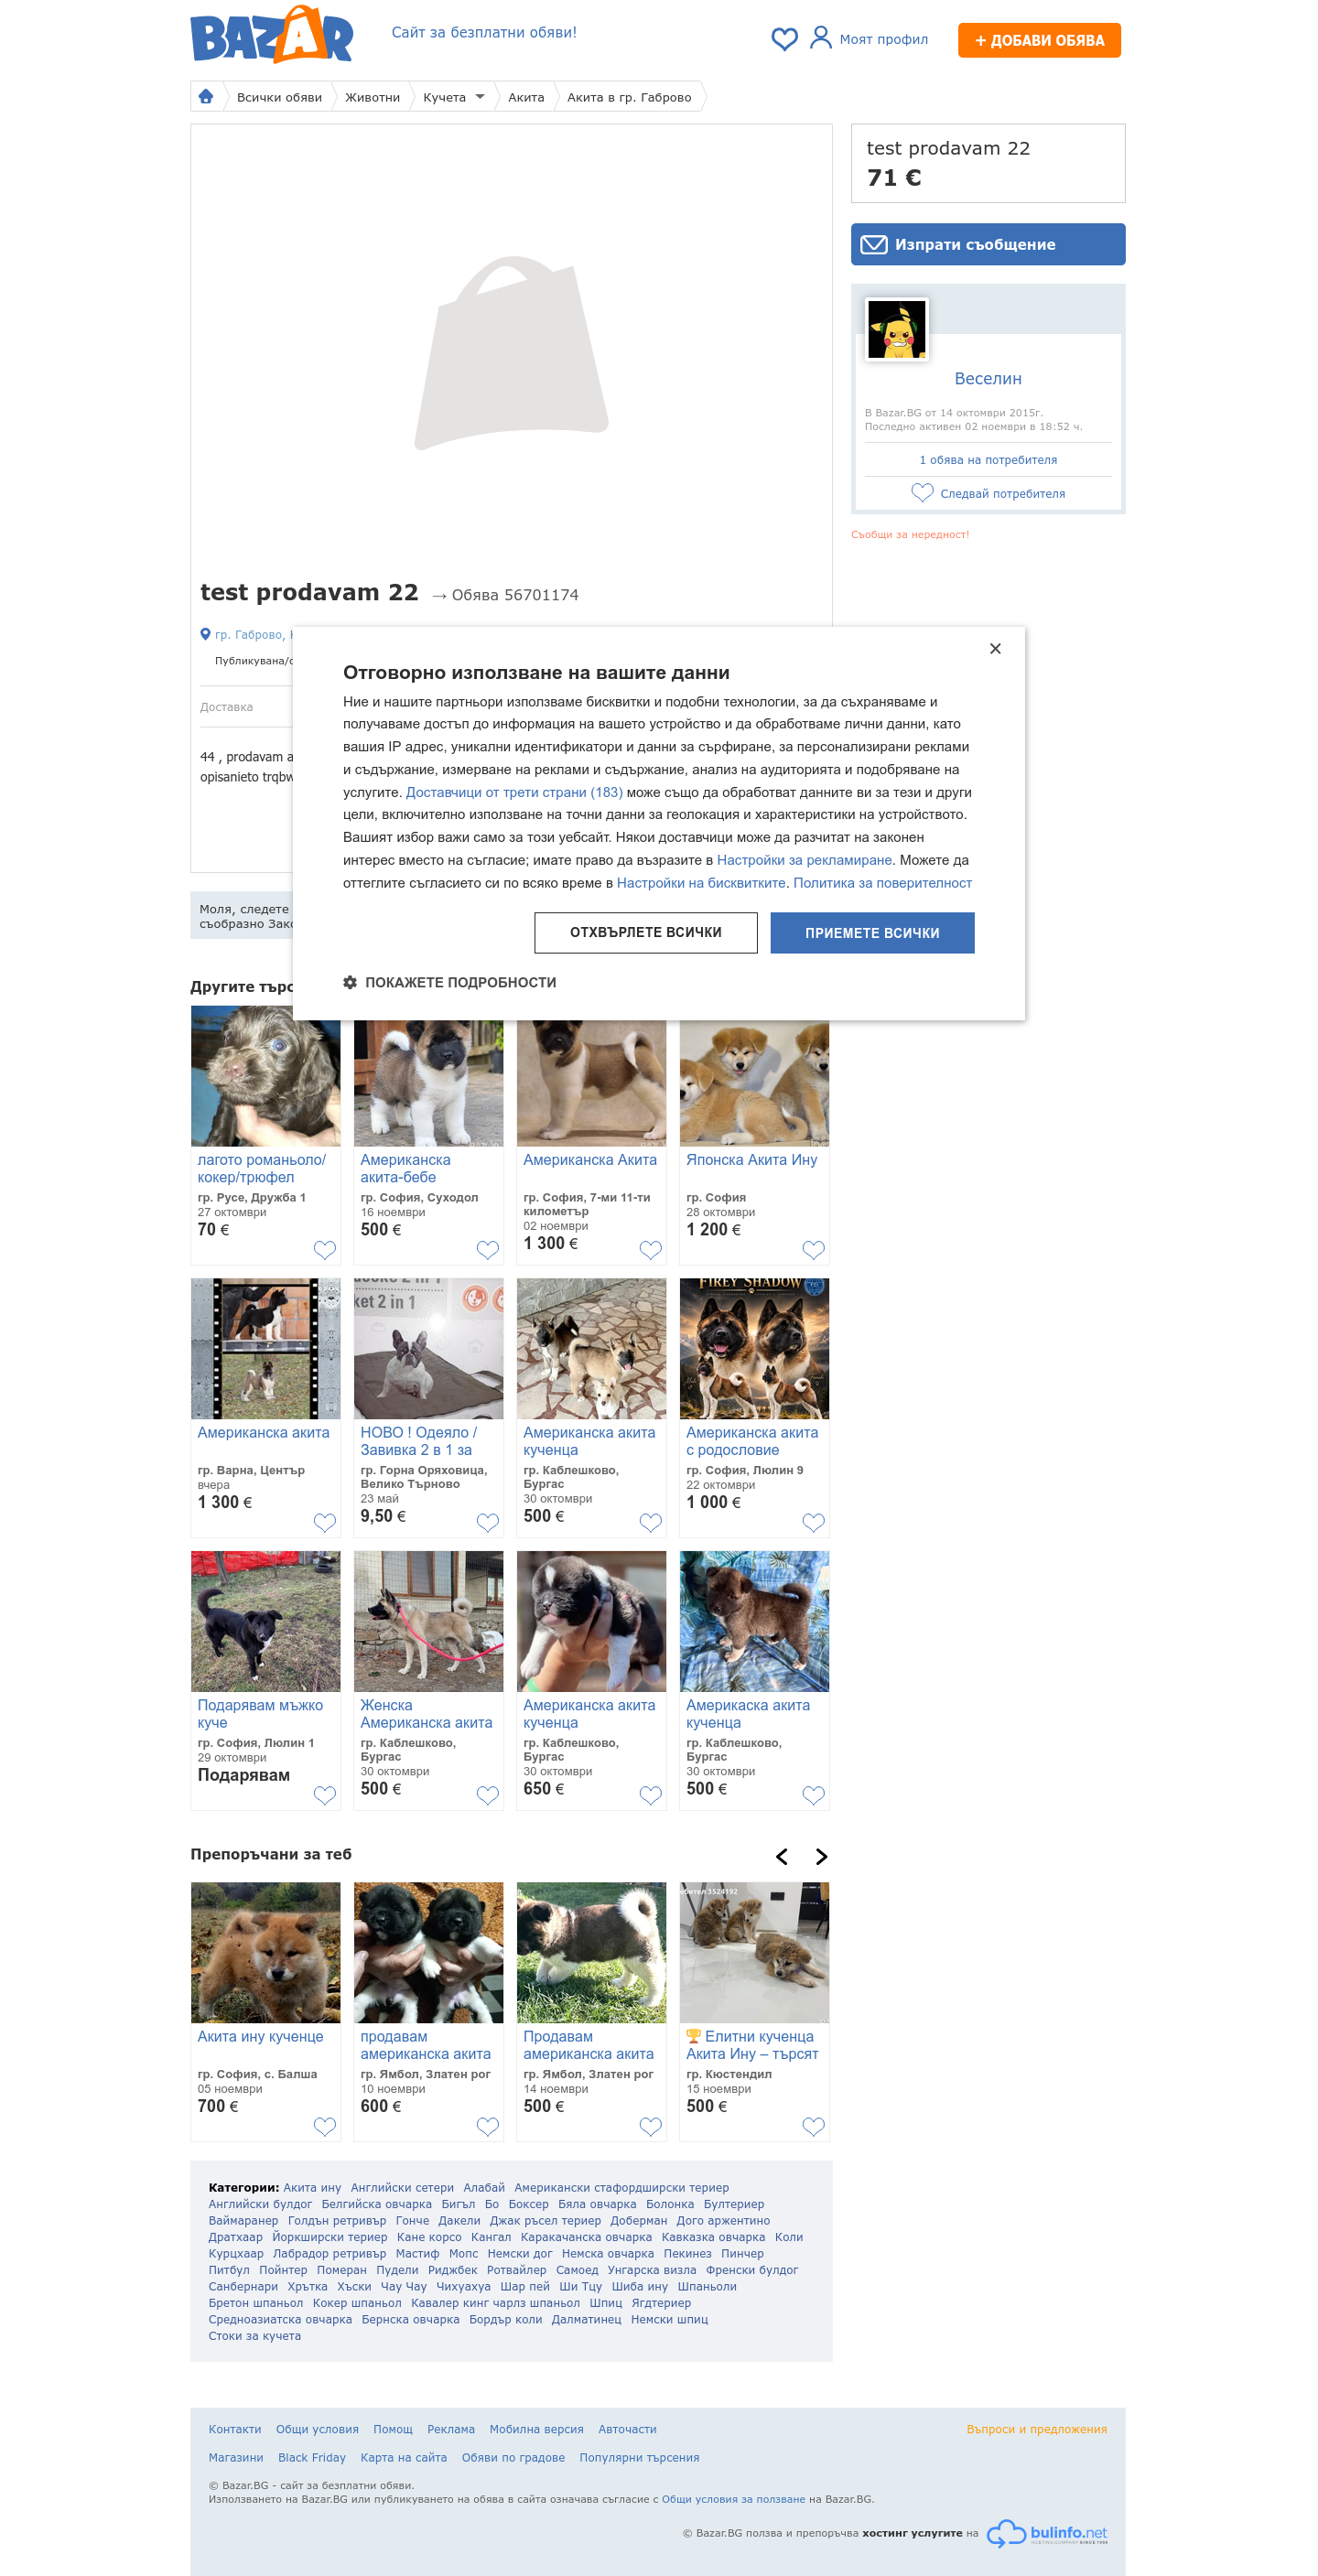 BAZAR
Сайт за безплатни обяви!
Моят профил
+ ДОБАВИ ОБЯВА
Всички обяви
Животни
Кучета
Акита
Акита в гр. Габрово
test prodavam 22
71 €
Изпрати съобщение
Веселин
В Bazar.BG от 14 октомври 2015г.
Последно активен 02 ноември в 18:52 ч.
1 обява на потребителя
Следвай потребителя
Съобщи за нередност!
test prodavam 22 → Обява 56701174
гр. Габрово,
Публикувана/
Доставка
44 , prodavam
opisanieto
Моля, следете
съобразно
Отговорно използване на вашите данни
×
Ние и нашите партньори използваме бисквитки и подобни технологии, за да съхраняваме и
получаваме достъп до информация на вашето устройство и да обработваме лични данни, като
вашия IP адрес, уникални идентификатори и данни за сърфиране, за персонализирани реклами
и съдържание, измерване на реклами и съдържание, анализ на аудиторията и подобряване на
услугите. Доставчици от трети страни (183) може също да обработват данните ви за тези и други
цели, включително използване на точни данни за геолокация и характеристики на устройството.
Вашият избор важи само за този уебсайт. Някои доставчици може да разчитат на законен
интерес вместо на съгласие; имате право да възразите в Настройки за рекламиране. Можете да
оттеглите съгласието си по всяко време в Настройки на бисквитките. Политика за поверителност
ОТХВЪРЛЕТЕ ВСИЧКИ
ПРИЕМЕТЕ ВСИЧКИ
ПОКАЖЕТЕ ПОДРОБНОСТИ
Другите
лагото романьоло/
кокер/трюфел
гр. Русе, Дружба 1
27 октомври
70 €
Американска
акита-бебе
гр. София, Суходол
16 ноември
500 €
Американска Акита
гр. София, 7-ми 11-ти
километър
02 ноември
1 300 €
Японска Акита Ину
гр. София
28 октомври
1 200 €
ket 2 in 1
FIREY SHADOW
Американска акита
гр. Варна, Център
вчера
1 300 €
НОВО ! Одеяло /
Завивка 2 в 1 за
гр. Горна Оряховица,
Велико Търново
23 май
9,50 €
Американска акита
кученца
гр. Каблешково,
Бургас
30 октомври
500 €
Американска акита
с родословие
гр. София, Люлин 9
22 октомври
1 000 €
Подарявам мъжко
куче
гр. София, Люлин 1
29 октомври
Подарявам
Женска
Американска акита
гр. Каблешково,
Бургас
30 октомври
500 €
Американска акита
кученца
гр. Каблешково,
Бургас
30 октомври
650 €
Америкаска акита
кученца
гр. Каблешково,
Бургас
30 октомври
500 €
Препоръчани за теб
Акита ину кученце
гр. София, с. Балша
05 ноември
700 €
продавам
американска акита
гр. Ямбол, Златен рог
10 ноември
600 €
Продавам
американска акита
гр. Ямбол, Златен рог
14 ноември
500 €
🏆 Елитни кученца
Акита Ину – търсят
гр. Кюстендил
15 ноември
500 €
Категории: Акита ину Английски сетери Алабай Американски стафордширски териер
Английски булдог Белгийска овчарка Бигъл Бо Боксер Бяла овчарка Болонка Бултериер
Ваймаранер Голдън ретривър Гонче Дакели Джак ръсел териер Доберман Дого аржентино
Дратхаар Йоркширски териер Кане корсо Кангал Каракачанска овчарка Кавказка овчарка Коли
Курцхаар Лабрадор ретривър Мастиф Мопс Немски дог Немска овчарка Пекинез Пинчер
Питбул Пойнтер Померан Пудели Риджбек Ротвайлер Самоед Унгарска визла Френски булдог
Санбернари Хрътка Хъски Чау Чау Чихуахуа Шар пей Ши Тцу Шиба ину Шпаньоли
Бретон шпаньол Кокер шпаньол Кавалер кинг чарлз шпаньол Шпиц Ягдтериер
Средноазиатска овчарка Бернска овчарка Бордър коли Далматинец Немски шпиц
Стоки за кучета
Контакти Общи условия Помощ Реклама Мобилна версия Авточасти
Въпроси и предложения
Магазини Black Friday Карта на сайта Обяви по градове Популярни търсения
© Bazar.BG - сайт за безплатни обяви.
Използването на Bazar.BG или публикуването на обява в сайта означава съгласие с Общи условия за ползване на Bazar.BG.
© Bazar.BG ползва и препоръчва хостинг услугите на
bulinfo.net